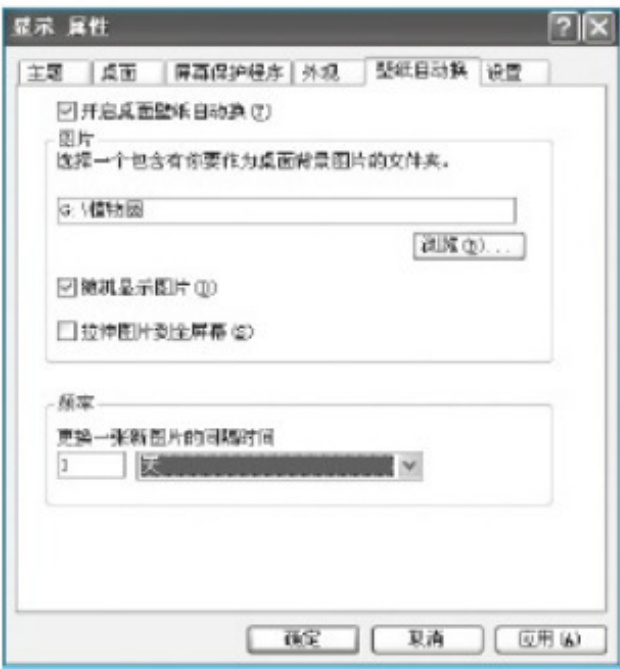 显示 属性
主题 桌面 屏幕保护程序 外观 壁纸自动换 设置
开启桌面壁纸自动换(T)
图片
选择一个包含有你要作为桌面背景图片的文件夹。
G:\植物园
浏览(B)...
随机显示图片(D)
拉伸图片到全屏幕(S)
频率
更换一张新图片的间隔时间
1 天
确定 取消 应用(A)